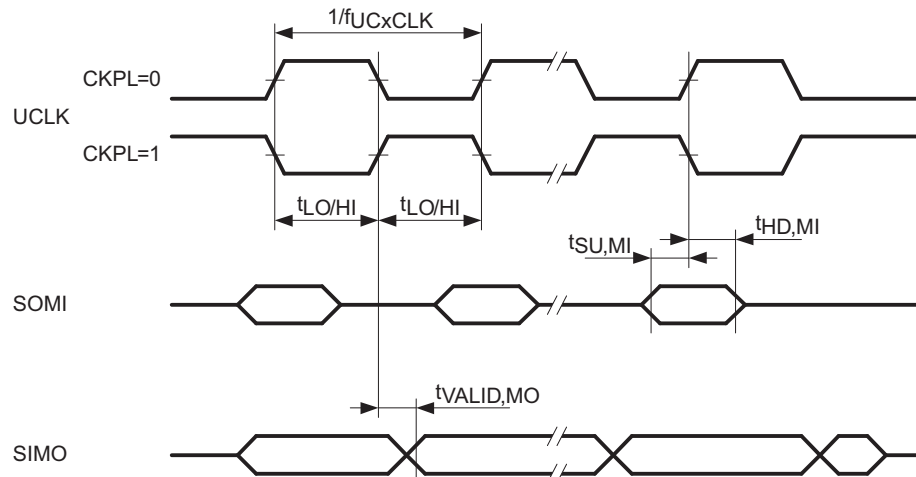 1/fUCxCLK
CKPL=0
UCLK
CKPL=1
tLO/HI tLO/HI
tHD,MI
tSU,MI
SOMI
tVALID,MO
SIMO